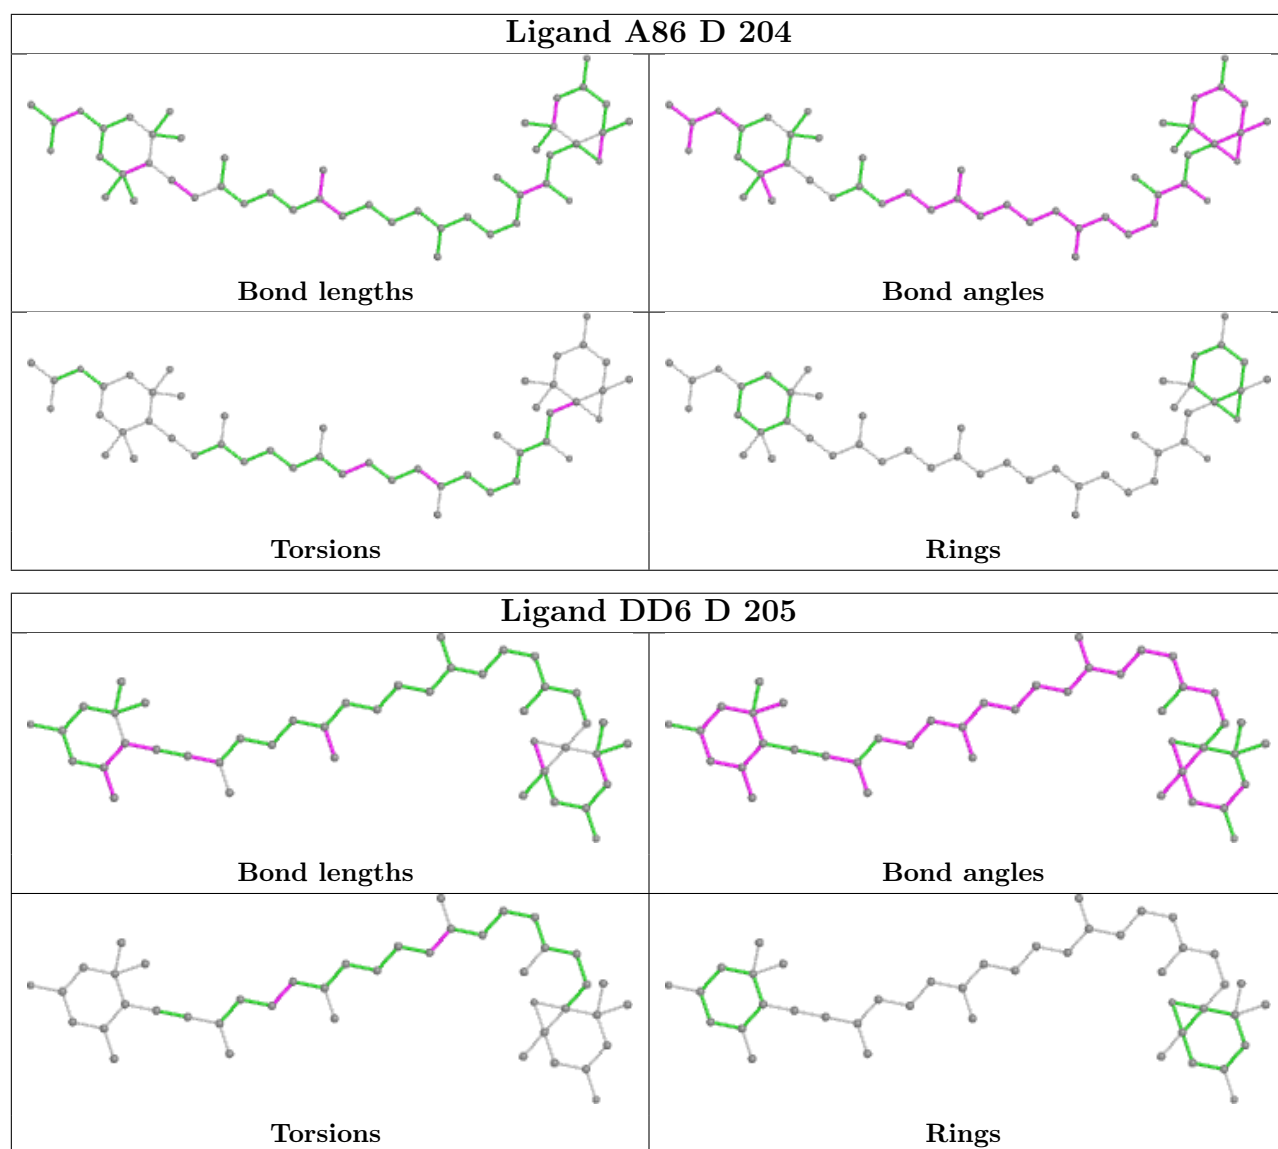 Ligand A86 D 204
Bond lengths
Bond angles
Torsions
Rings
Ligand DD6 D 205
Bond lengths
Bond angles
Torsions
Rings